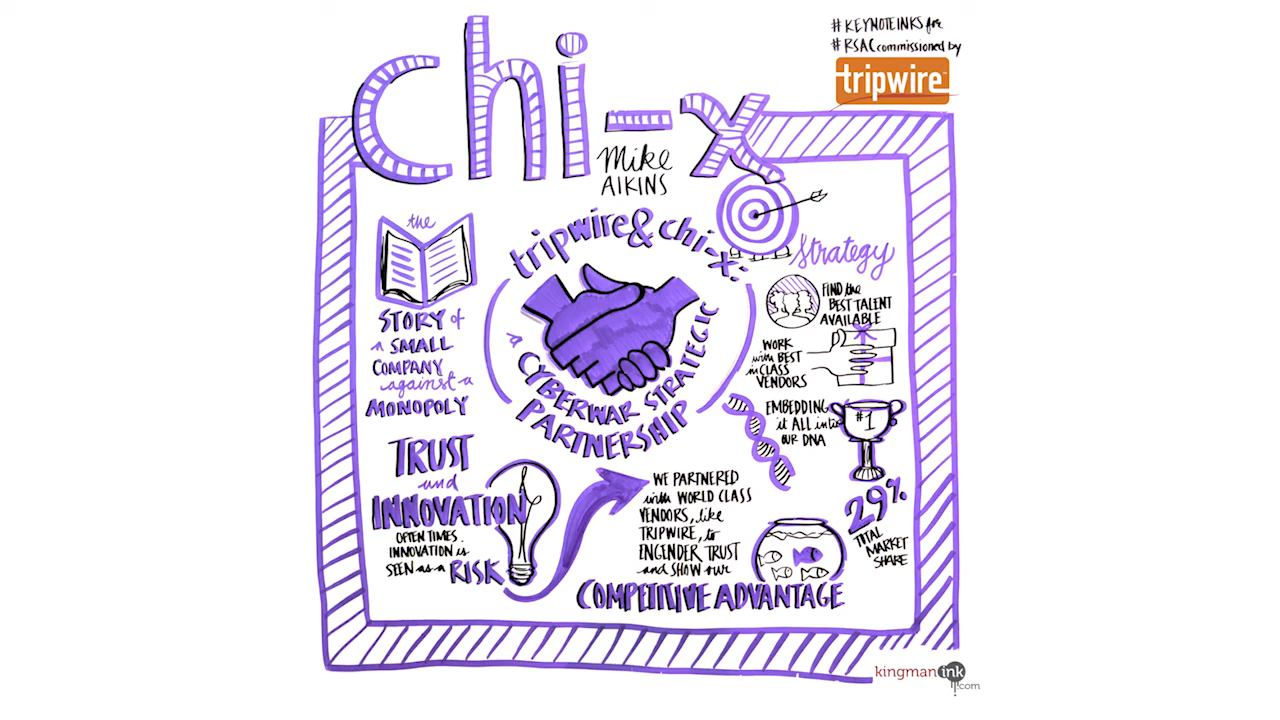 #KEYNOTEINKS for
#RSAC commissioned by
tripwire
chi-x
Mike
AIKINS
the
STORY of
a SMALL
COMPANY
against a
MONOPOLY
tripwire & chi-x:
a CYBERWAR STRATEGIC
PARTNERSHIP
Strategy
FIND the
BEST TALENT
AVAILABLE
WORK
with BEST
in CLASS
VENDORS
EMBEDDING
it ALL into
OUR DNA
#1
29%
TOTAL
MARKET
SHARE
TRUST
and
INNOVATION
OFTEN TIMES.
INNOVATION is
SEEN as a RISK
WE PARTNERED
with WORLD CLASS
VENDORS, like
TRIPWIRE, to
ENGENDER TRUST
and SHOW our
COMPETITIVE ADVANTAGE
kingmanink
.com